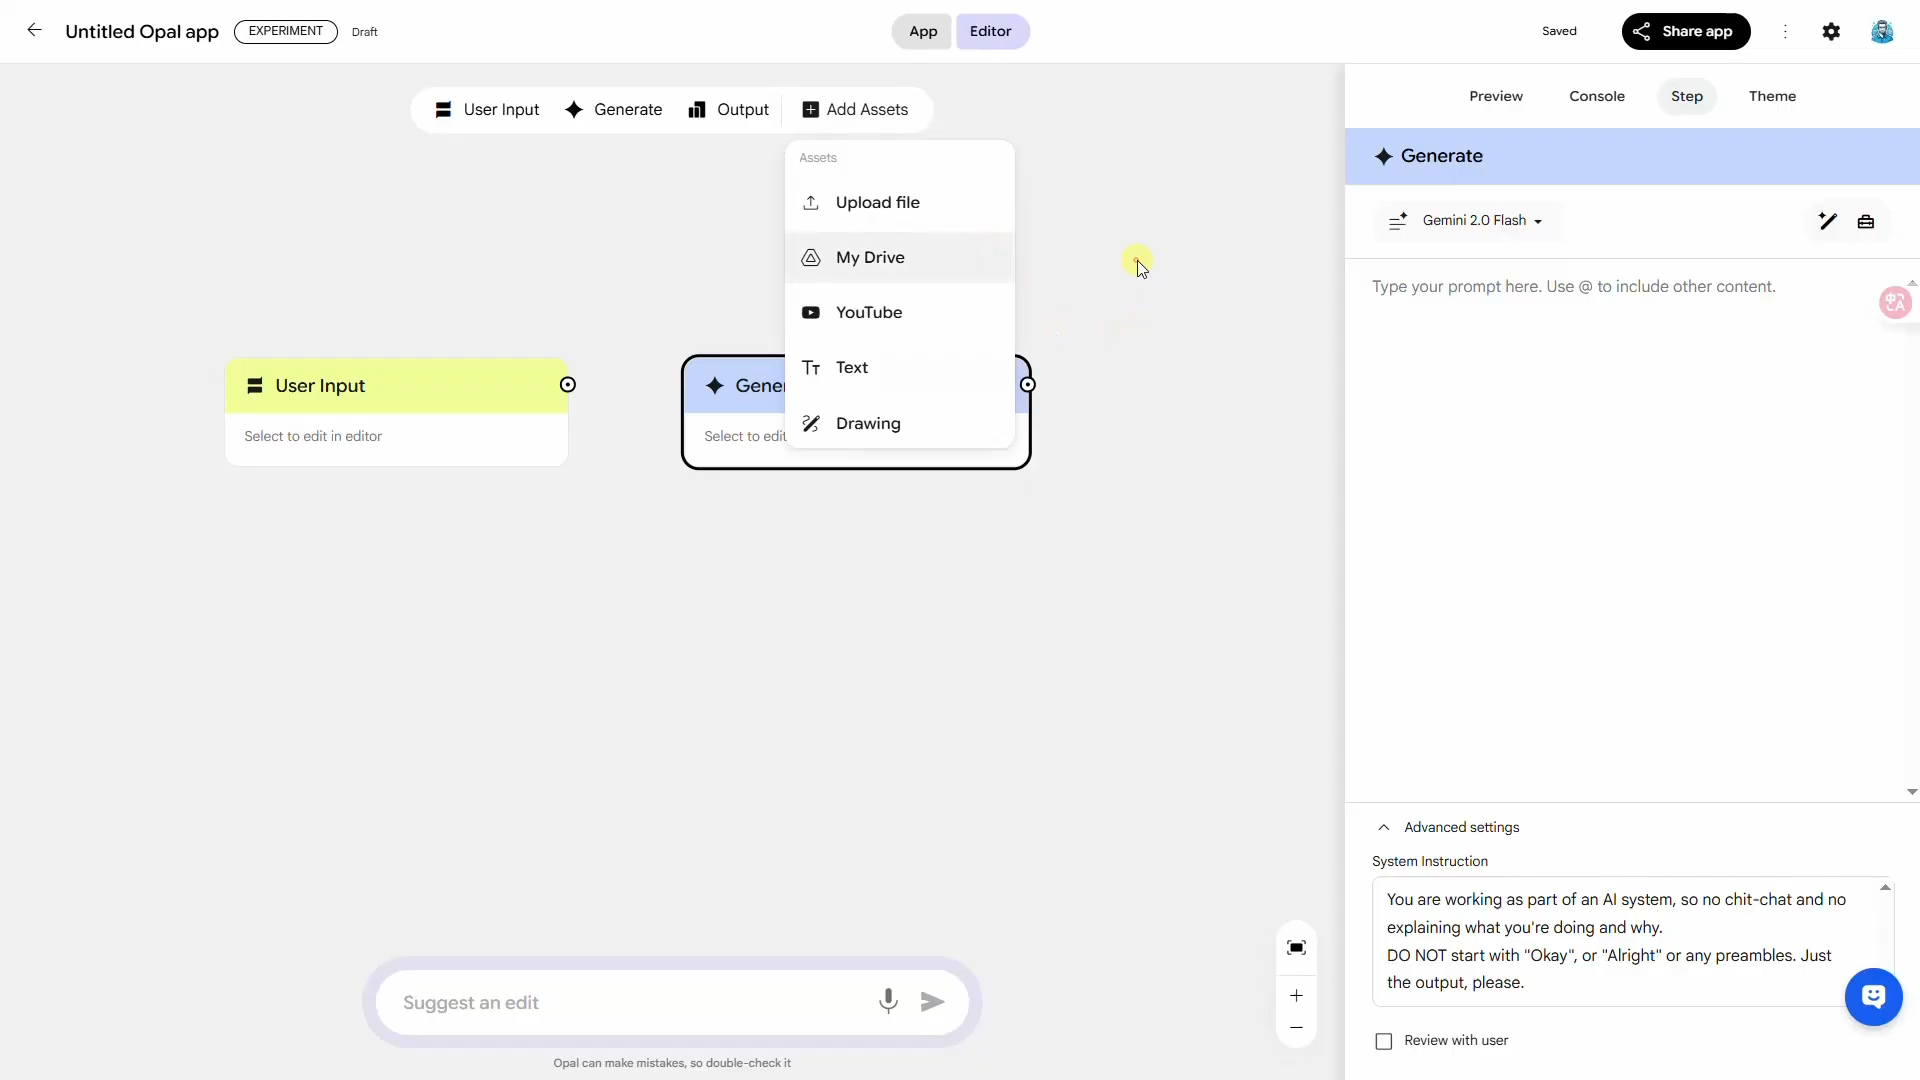 Untitled Opal app
EXPERIMENT
Draft
App
Editor
Saved
Share app
User Input
Generate
Output
Add Assets
Preview
Console
Step
Theme
Assets
Upload file
My Drive
YouTube
Text
Drawing
Generate
Gemini 2.0 Flash
Type your prompt here. Use @ to include other content.
中A
User Input
Select to edit in editor
Gener
Select to edit
Advanced settings
System Instruction
You are working as part of an AI system, so no chit-chat and no
explaining what you're doing and why.
DO NOT start with "Okay", or "Alright" or any preambles. Just
the output, please.
Review with user
Suggest an edit
Opal can make mistakes, so double-check it